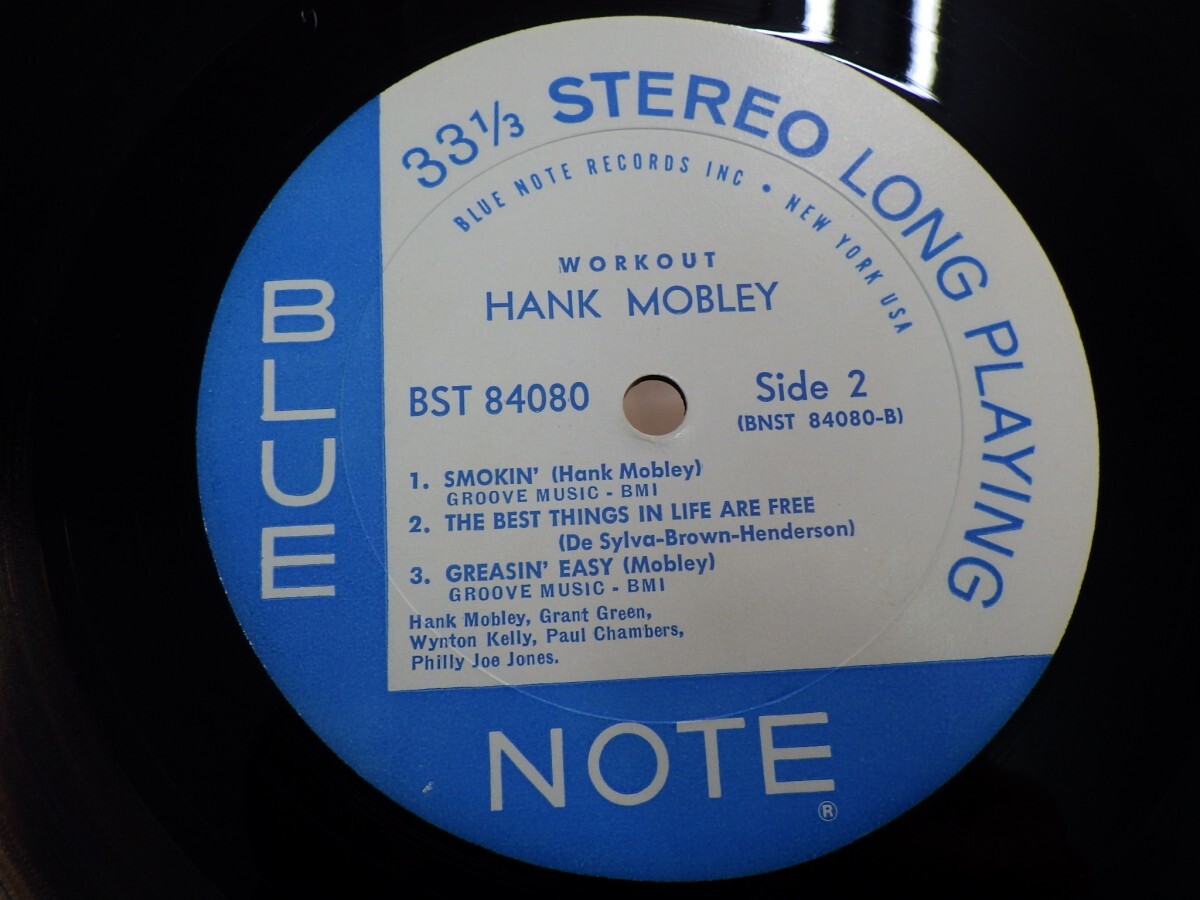 33⅓ STEREO LONG PLAYING
BLUE NOTE RECORDS INC • NEW YORK USA
WORKOUT
HANK MOBLEY
BST 84080
Side 2
(BNST 84080-B)
1. SMOKIN' (Hank Mobley)
GROOVE MUSIC - BMI
2. THE BEST THINGS IN LIFE ARE FREE
(De Sylva-Brown-Henderson)
3. GREASIN' EASY (Mobley)
GROOVE MUSIC - BMI
Hank Mobley, Grant Green,
Wynton Kelly, Paul Chambers,
Philly Joe Jones.
BLUE
NOTE®